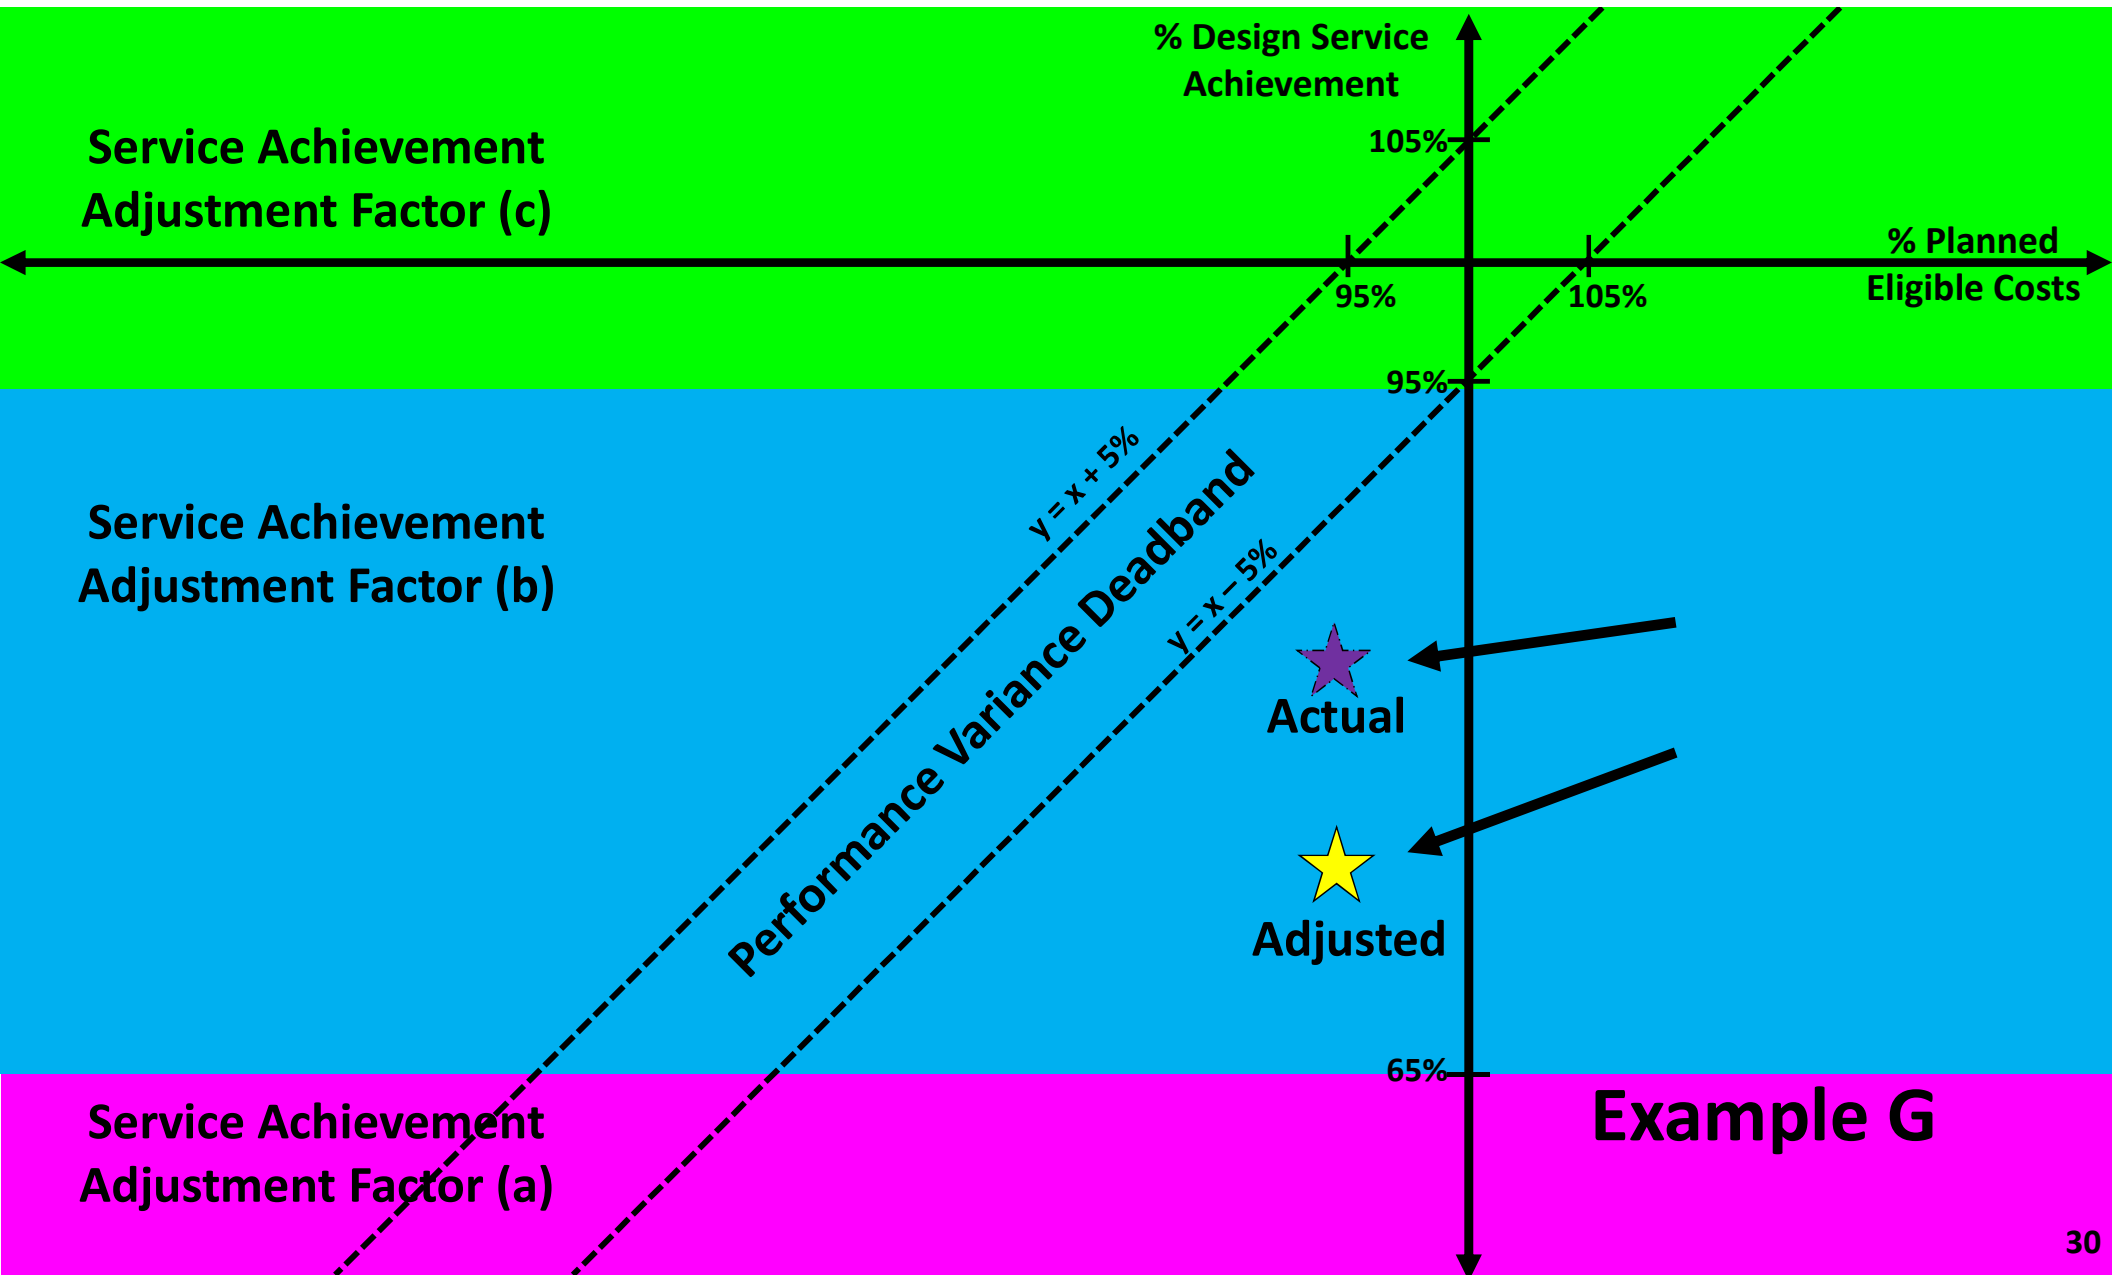 % Design Service
Achievement
105%
Service Achievement
Adjustment Factor (c)
% Planned
Eligible Costs
95%
105%
95%
y = x + 5%
Performance Variance Deadband
y = x – 5%
Service Achievement
Adjustment Factor (b)
Actual
Adjusted
65%
Service Achievement
Adjustment Factor (a)
Example G
30